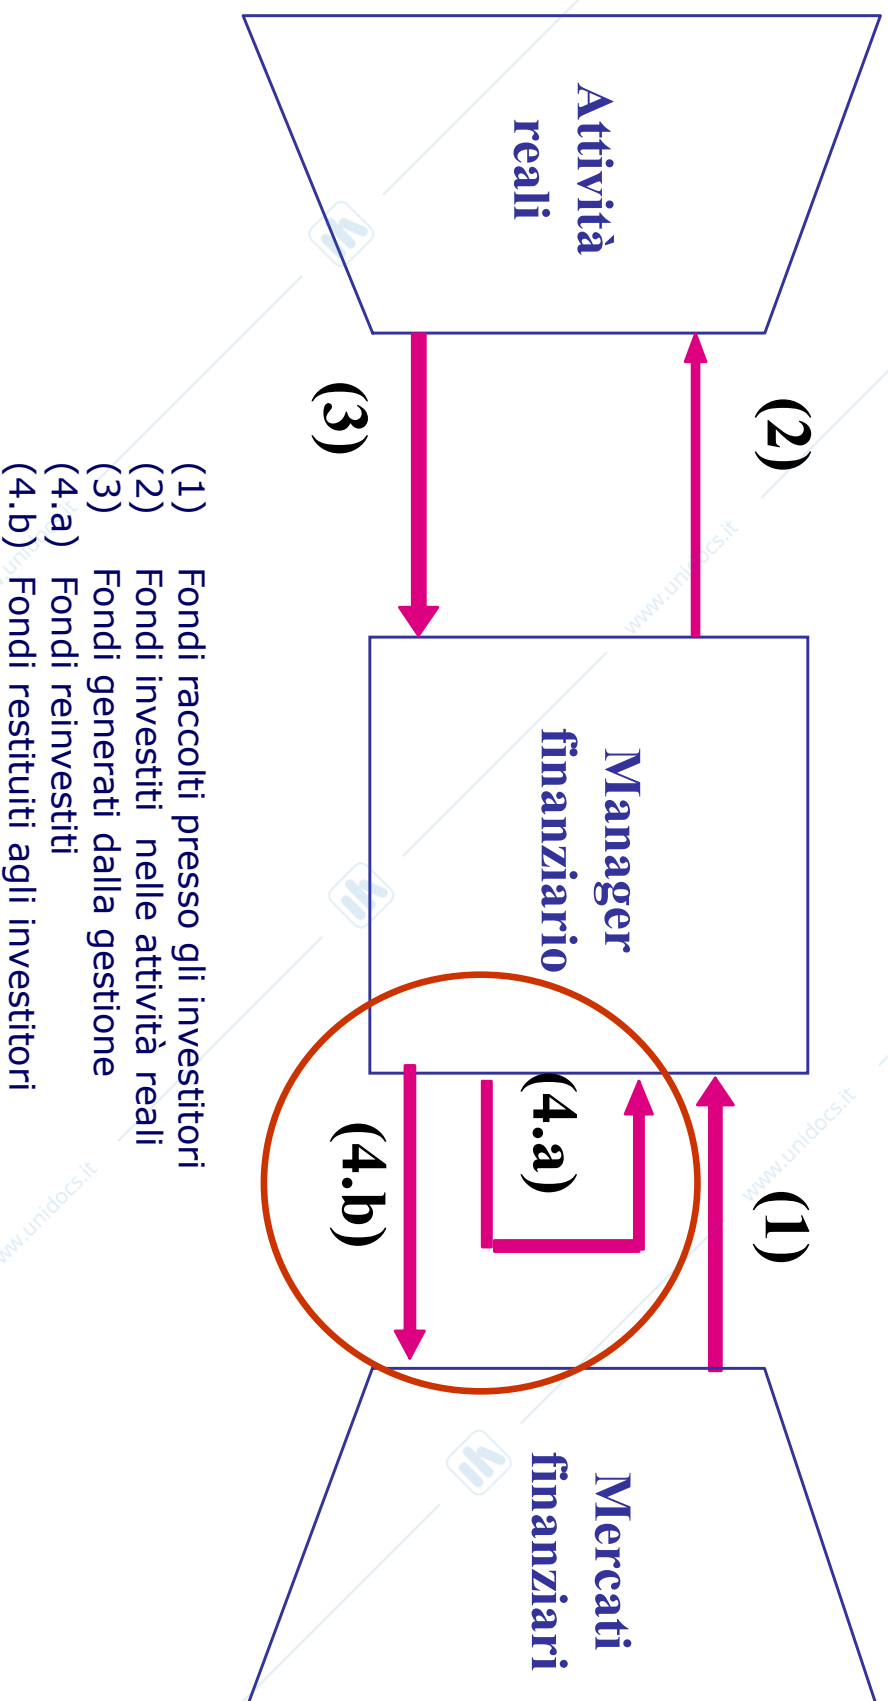 Attività
reali
(2)
(3)
Manager
finanziario
(1)
(4.a)
(4.b)
Mercati
finanziari
(1) Fondi raccolti presso gli investitori
(2) Fondi investiti nelle attività reali
(3) Fondi generati dalla gestione
(4.a) Fondi reinvestiti
(4.b) Fondi restituiti agli investitori
www.unidocs.it
www.unidocs.it
www.unidocs.it